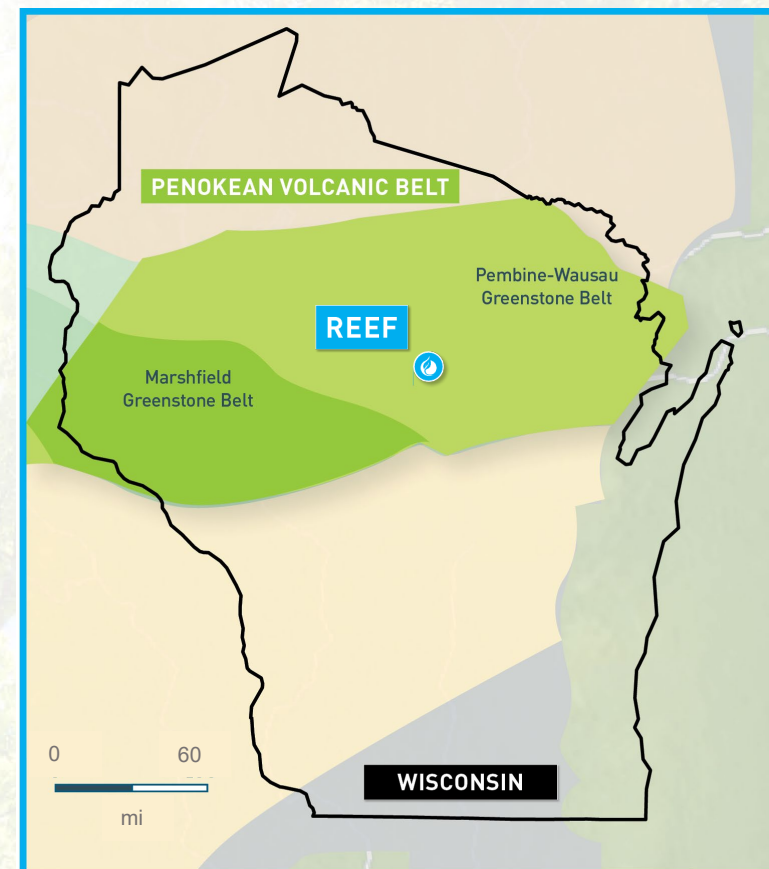 PENOKEAN VOLCANIC BELT
Pembine-Wausau
Greenstone Belt
REEF
Marshfield
Greenstone Belt
0 60
mi
WISCONSIN